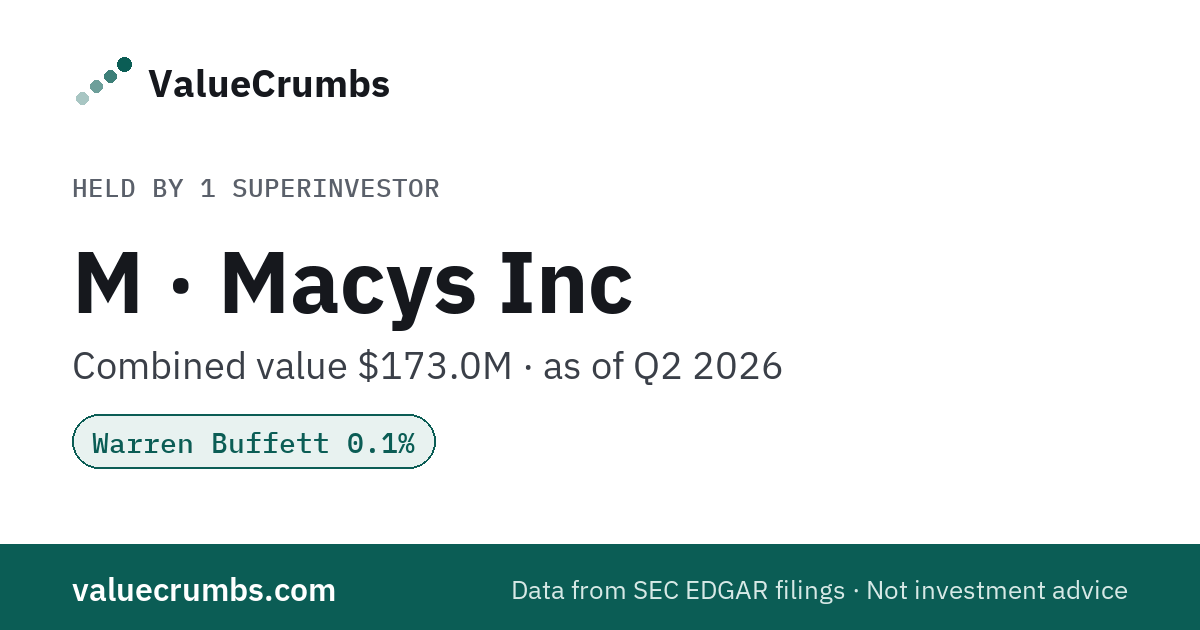 ValueCrumbs
HELD BY 1 SUPERINVESTOR
M · Macys Inc
Combined value $173.0M · as of Q2 2026
Warren Buffett 0.1%
valuecrumbs.com
Data from SEC EDGAR filings · Not investment advice